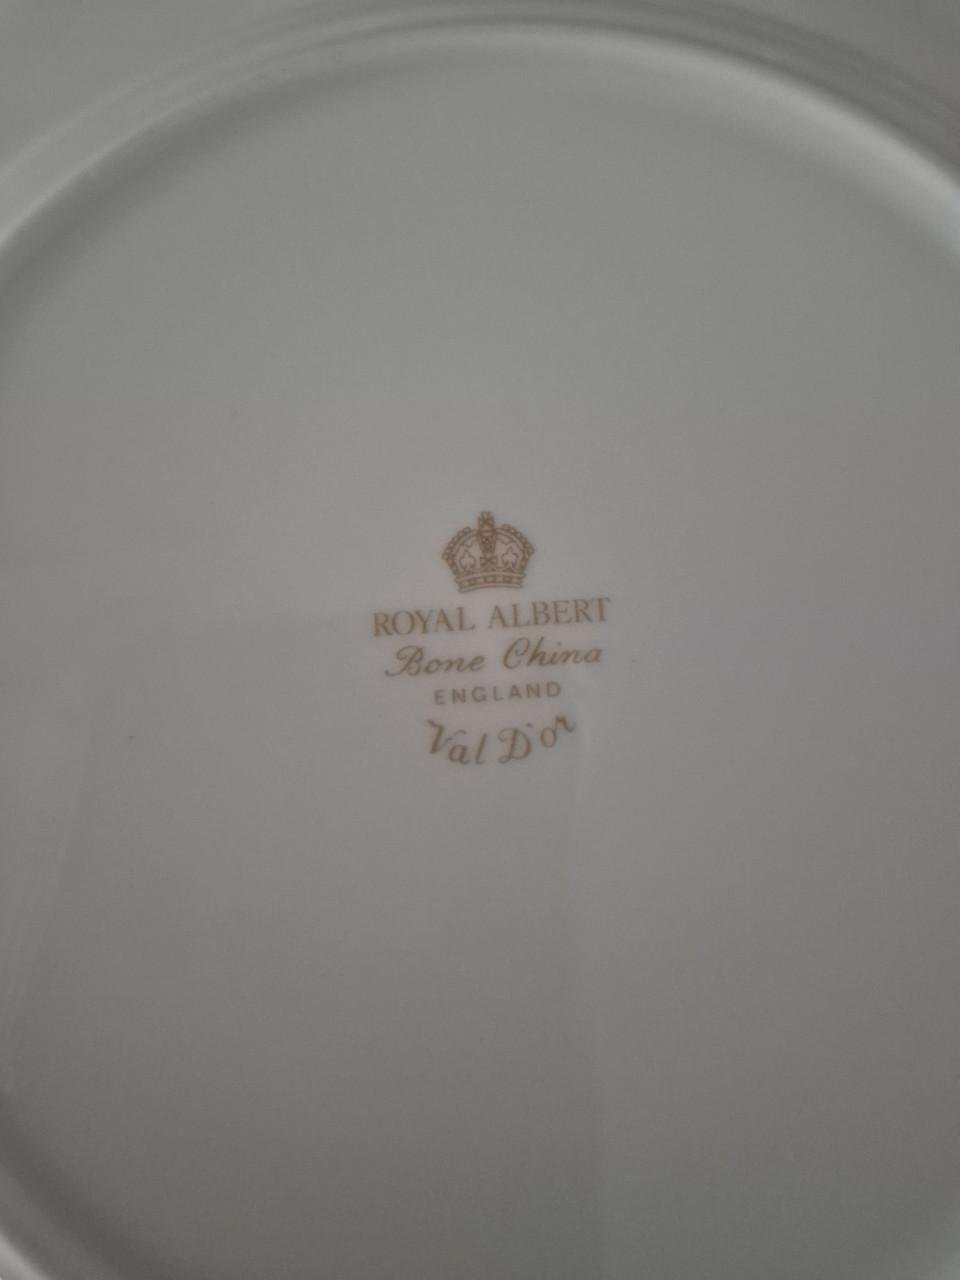 ROYAL ALBERT
Bone China
ENGLAND
Val D'or